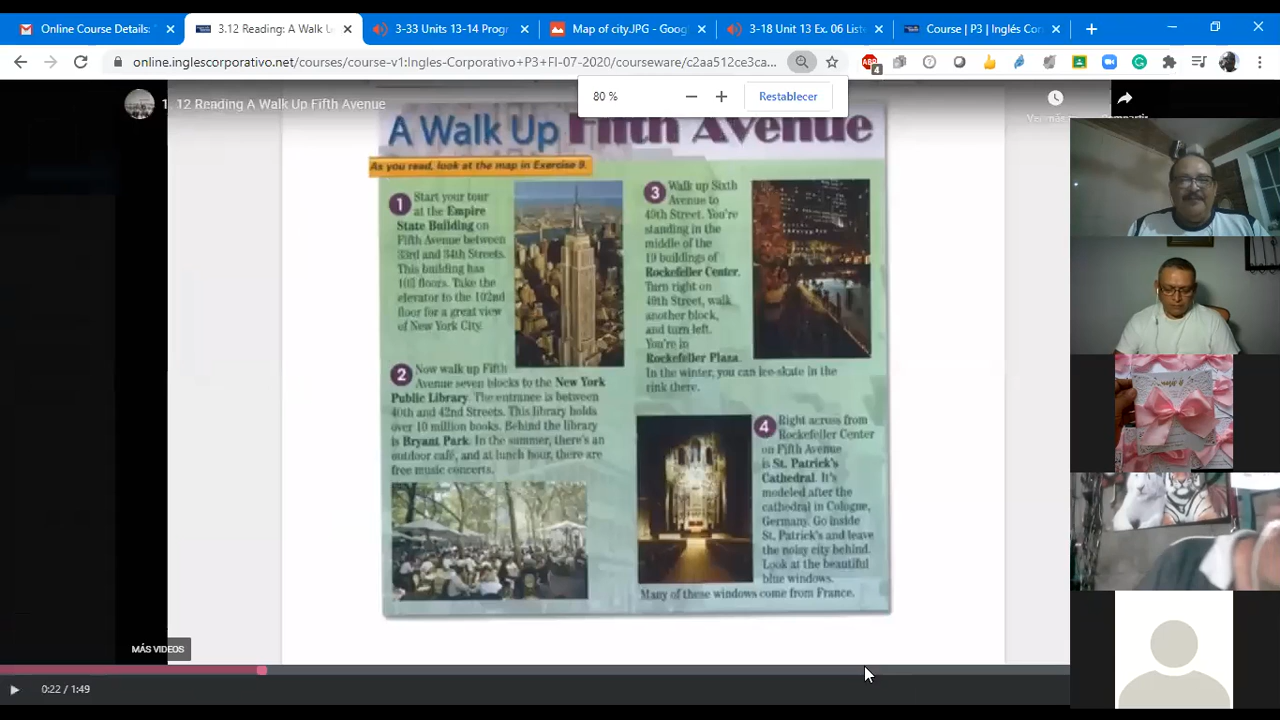 Online Course Details:
3.12 Reading: A Walk U
3-33 Units 13-14 Progr
Map of city.JPG - Goog
3-18 Unit 13 Ex. 06 Liste
Course | P3 | Inglés Con
online.inglescorporativo.net/courses/course-v1:Ingles-Corporativo+P3+FI-07-2020/courseware/c2aa512ce3ca...
4
80 %
Restablecer
12 Reading A Walk Up Fifth Avenue
A Walk Up Fifth Avenue
As you read, look at the map in Exercise 9.
1 Start your tour
at the Empire
State Building on
Fifth Avenue between
33rd and 34th Streets.
This building has
102 floors. Take the
elevator to the 102nd
floor for a great view
of New York City.
2 Now walk up Fifth
Avenue seven blocks to the New York
Public Library. The entrance is between
40th and 42nd Streets. This library holds
over 10 million books. Behind the library
is Bryant Park. In the summer, there's an
outdoor café, and at lunch hour, there are
free music concerts.
3 Walk up Sixth
Avenue to
49th Street. You're
standing in the
middle of the
19 buildings of
Rockefeller Center.
Turn right on
49th Street, walk
another block,
and turn left.
You're in
Rockefeller Plaza.
In the winter, you can ice-skate in the
rink there.
4 Right across from
Rockefeller Center
on Fifth Avenue
is St. Patrick's
Cathedral. It's
modeled after the
cathedral in Cologne,
Germany. Go inside
St. Patrick's and leave
the noisy city behind.
Look at the beautiful
blue windows.
Many of these windows come from France.
MÁS VIDEOS
0:22 / 1:49